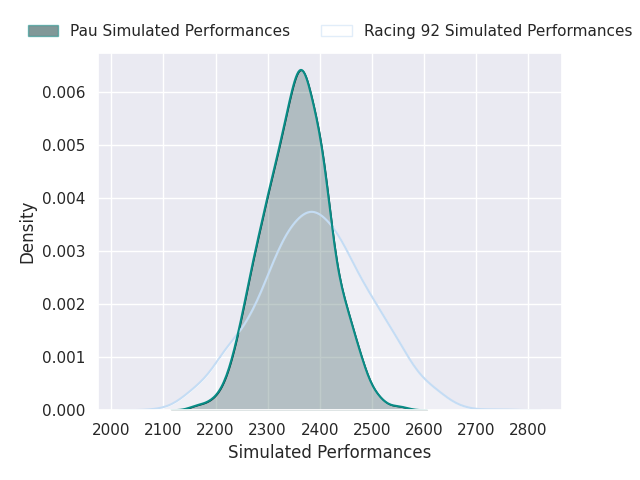 Pau Simulated Performances Racing 92 Simulated Performances
0.006
0.005
0.004
0.003
0.002
0.001
0.000
Density
2000 2100 2200 2300 2400 2500 2600 2700 2800
Simulated Performances